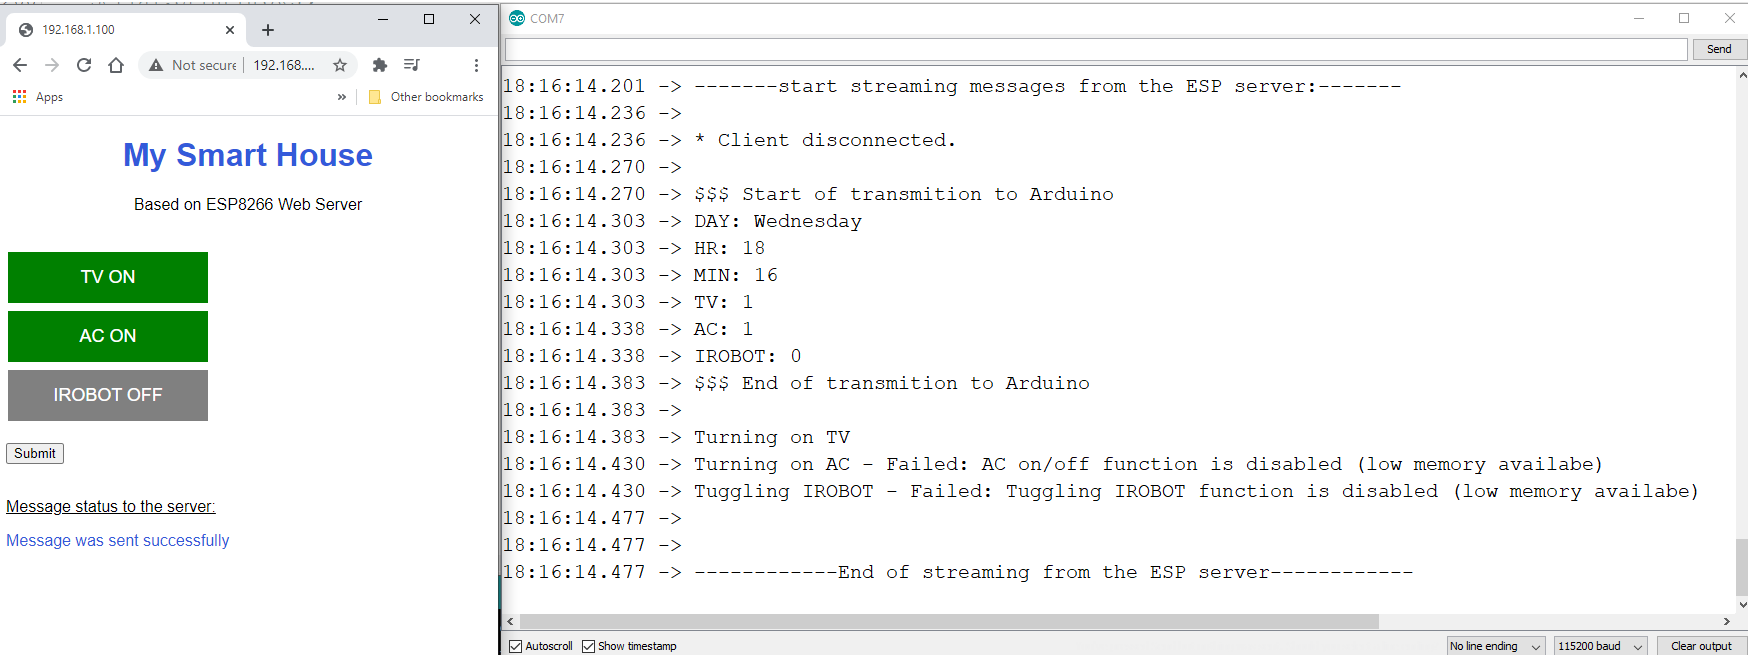 192.168.1.100
Not secure 192.168....
Apps » Other bookmarks
My Smart House
Based on ESP8266 Web Server
TV ON
AC ON
IROBOT OFF
Submit
Message status to the server:
Message was sent successfully
COM7
Send
18:16:14.201 -> -------start streaming messages from the ESP server:-------
18:16:14.236 ->
18:16:14.236 -> * Client disconnected.
18:16:14.270 ->
18:16:14.270 -> $$$ Start of transmition to Arduino
18:16:14.303 -> DAY: Wednesday
18:16:14.303 -> HR: 18
18:16:14.303 -> MIN: 16
18:16:14.303 -> TV: 1
18:16:14.338 -> AC: 1
18:16:14.338 -> IROBOT: 0
18:16:14.383 -> $$$ End of transmition to Arduino
18:16:14.383 ->
18:16:14.383 -> Turning on TV
18:16:14.430 -> Turning on AC - Failed: AC on/off function is disabled (low memory availabe)
18:16:14.430 -> Tuggling IROBOT - Failed: Tuggling IROBOT function is disabled (low memory availabe)
18:16:14.477 ->
18:16:14.477 ->
18:16:14.477 -> ------------End of streaming from the ESP server------------
Autoscroll Show timestamp
No line ending 115200 baud Clear output